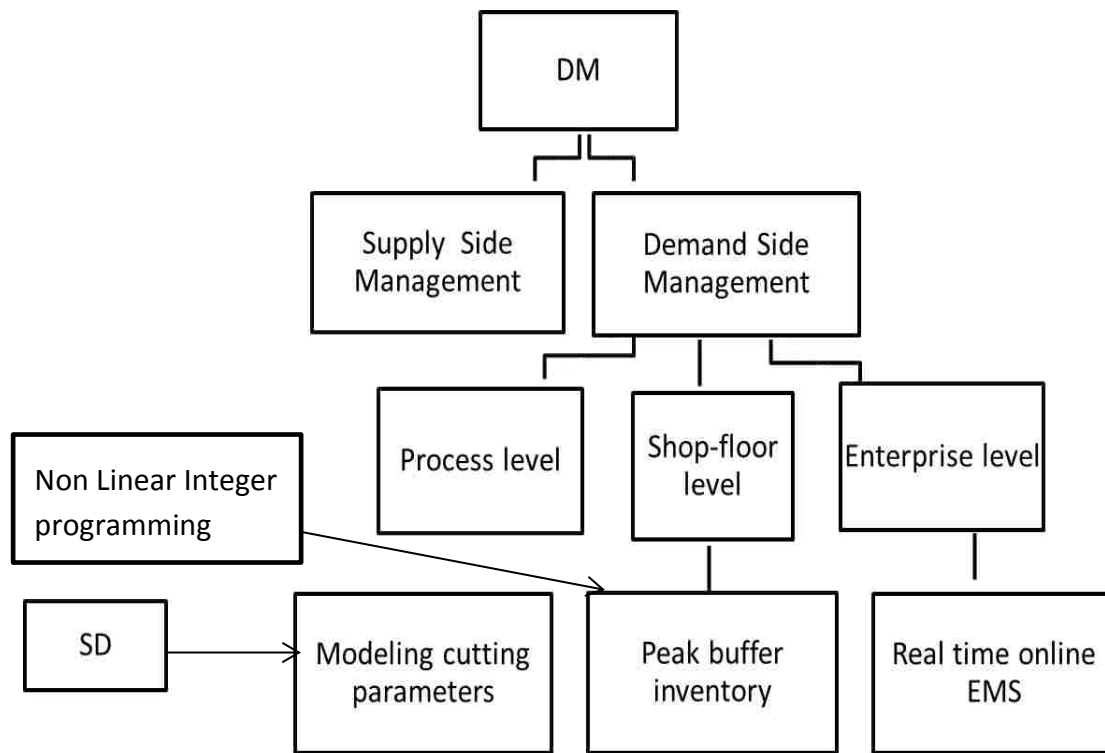 DM
Supply Side
Management
Demand Side
Management
Process level
Shop-floor
level
Enterprise level
Non Linear Integer
programming
SD
Modeling cutting
parameters
Peak buffer
inventory
Real time online
EMS